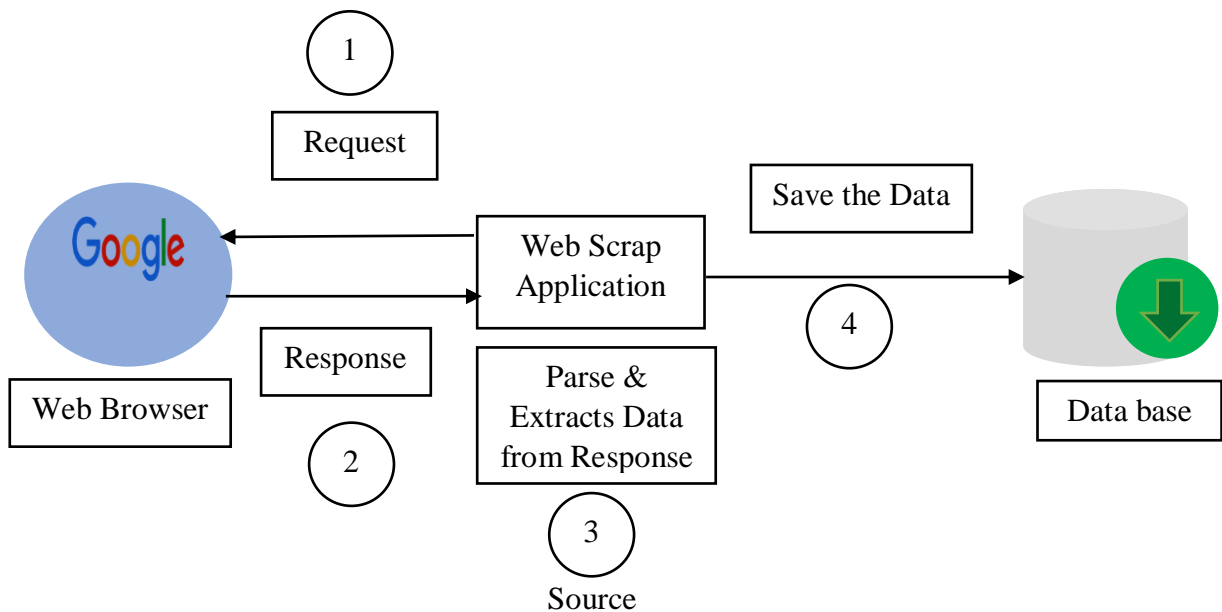 1
Request
Save the Data
Google
Web Scrap
Application
4
Response
Parse &
Extracts Data
from Response
Web Browser
Data base
2
3
Source